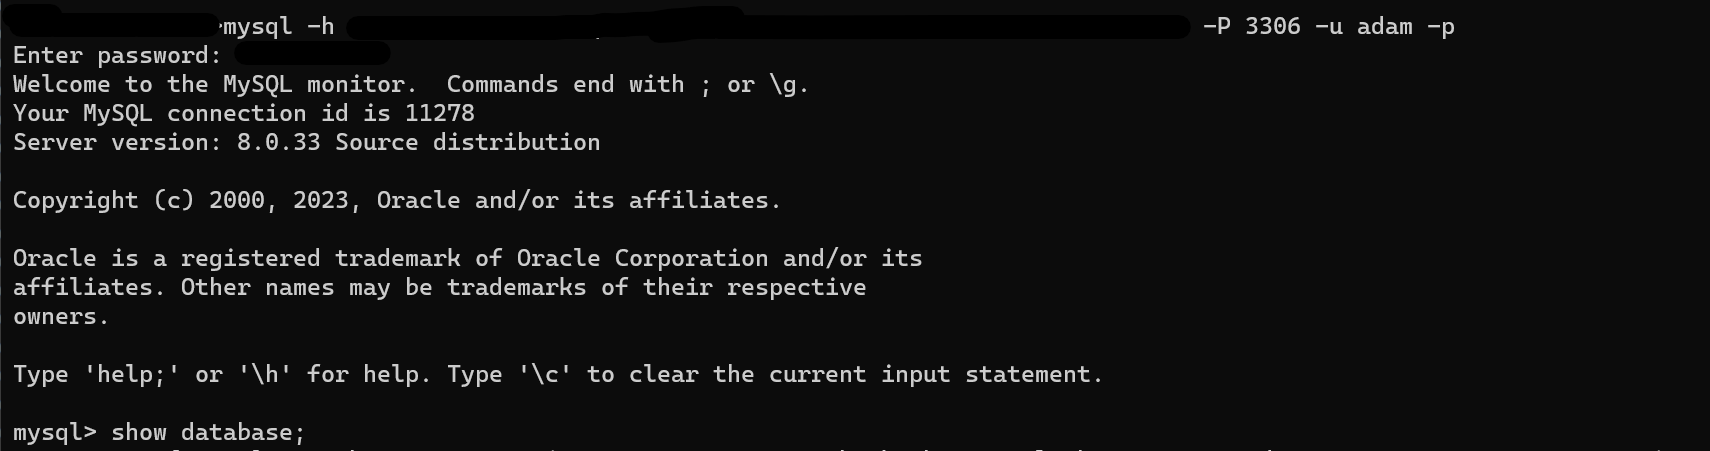 mysql -h -P 3306 -u adam -p
Enter password:
Welcome to the MySQL monitor.  Commands end with ; or \g.
Your MySQL connection id is 11278
Server version: 8.0.33 Source distribution
Copyright (c) 2000, 2023, Oracle and/or its affiliates.
Oracle is a registered trademark of Oracle Corporation and/or its
affiliates. Other names may be trademarks of their respective
owners.
Type 'help;' or '\h' for help. Type '\c' to clear the current input statement.
mysql> show database;